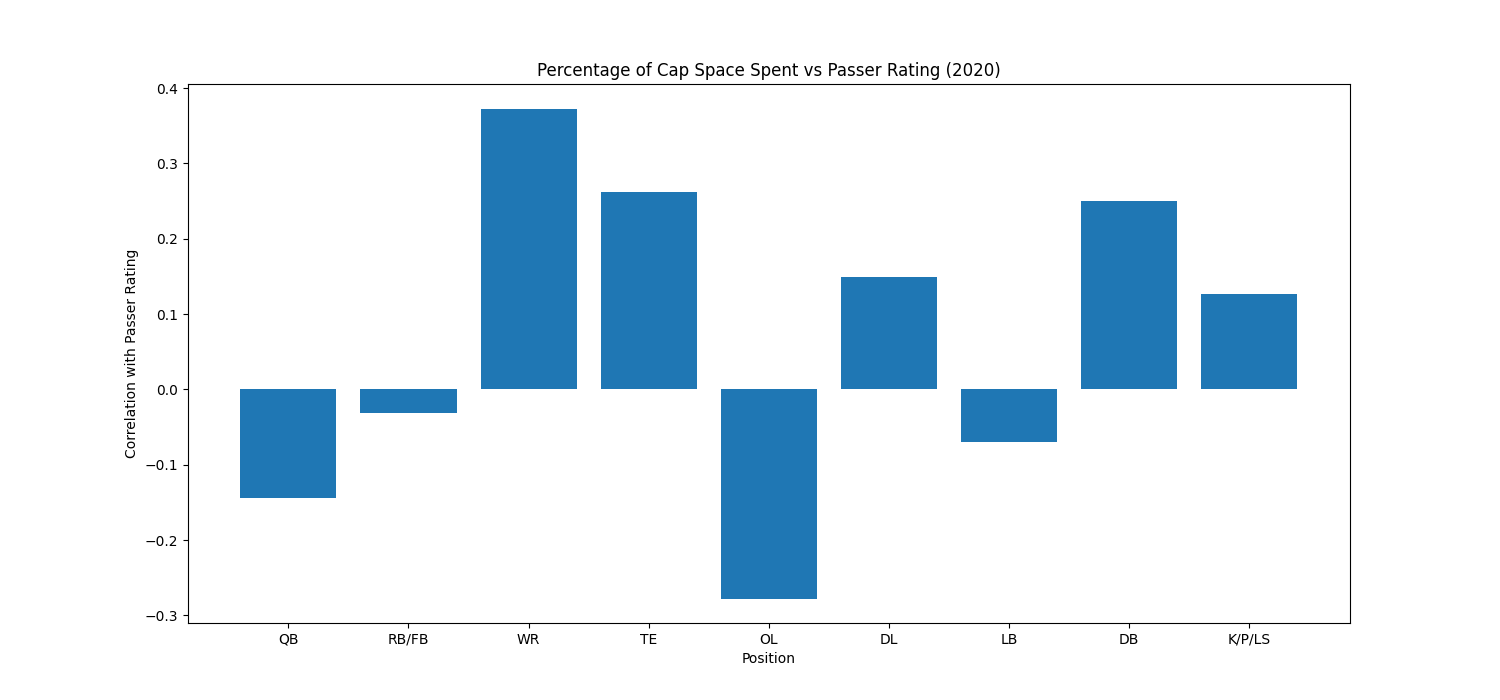 Percentage of Cap Space Spent vs Passer Rating (2020)
Correlation with Passer Rating
0.4
0.3
0.2
0.1
0.0
−0.1
−0.2
−0.3
QB RB/FB WR TE OL DL LB DB K/P/LS
Position